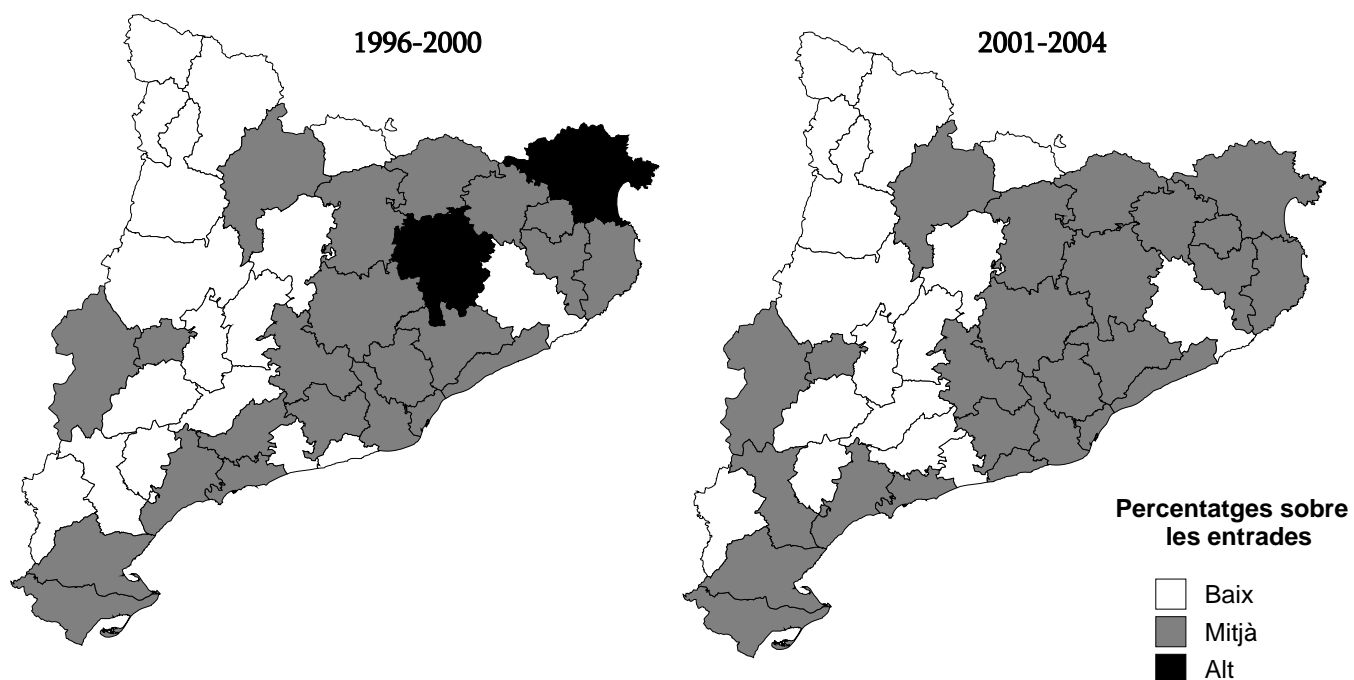 1996-2000
2001-2004
Percentatges sobre
les entrades
Baix
Mitjà
Alt